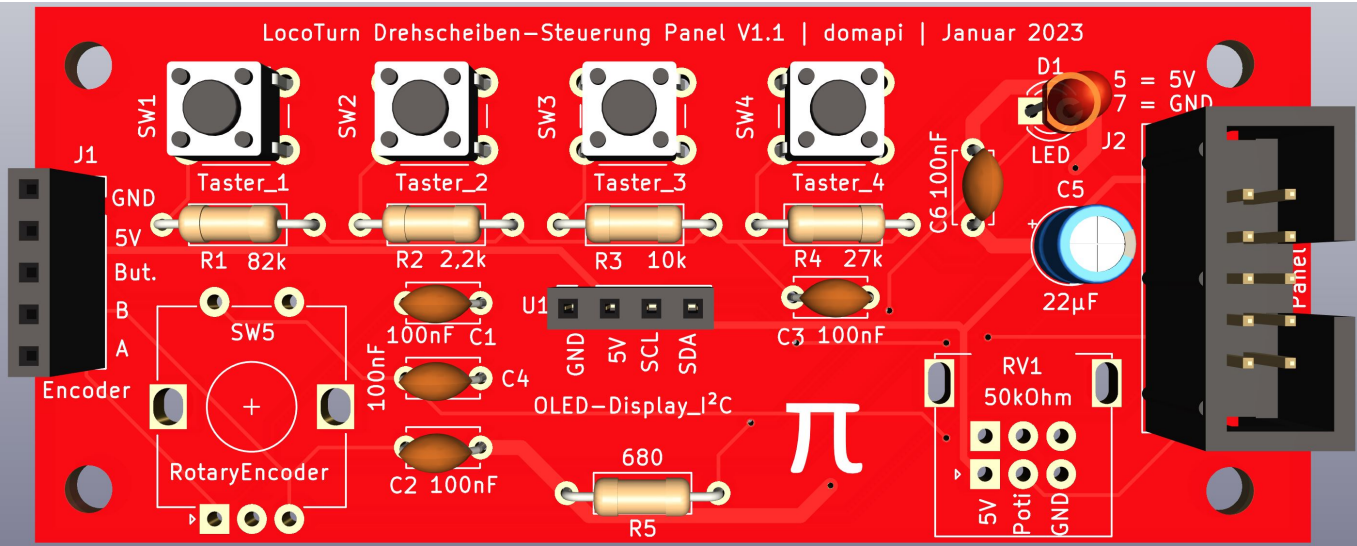 LocoTurn Drehscheiben-Steuerung Panel V1.1 | domapi | Januar 2023
SW1
SW2
SW3
SW4
D1
5 = 5V
7 = GND
LED
J2
J1
Taster_1
Taster_2
Taster_3
Taster_4
C6 100nF
C5
+
22µF
GND
5V
But.
B
A
Encoder
R1 82k
R2 2,2k
R3 10k
R4 27k
U1
GND
5V
SCL
SDA
OLED-Display_I²C
100nF C1
100nF
C4
C2 100nF
C3 100nF
SW5
RotaryEncoder
680
R5
π
RV1
50kOhm
5V
Poti
GND
Panel